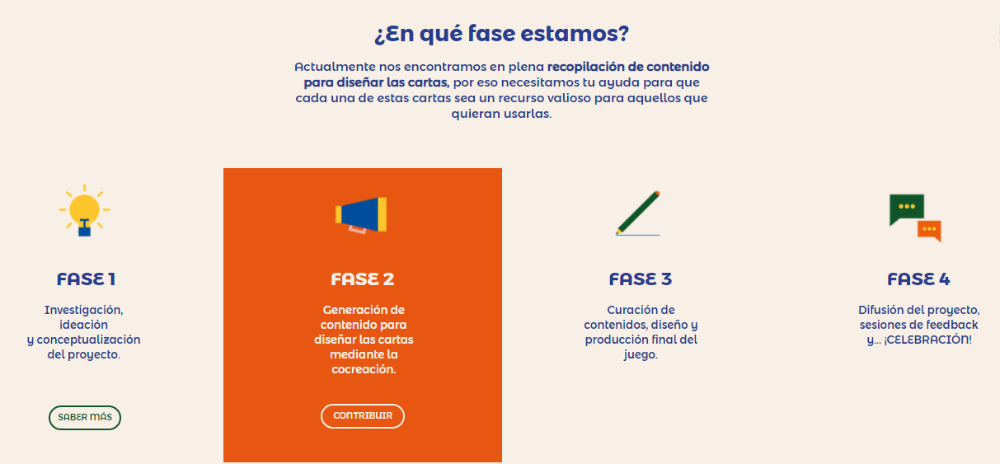 ¿En qué fase estamos?
Actualmente nos encontramos en plena recopilación de contenido
para diseñar las cartas, por eso necesitamos tu ayuda para que
cada una de estas cartas sea un recurso valioso para aquellos que
quieran usarlas.
FASE 1
Investigación,
ideación
y conceptualización
del proyecto.
SABER MÁS
FASE 2
Generación de
contenido para
diseñar las cartas
mediante la
cocreación.
CONTRIBUIR
FASE 3
Curación de
contenidos, diseño y
producción final del
juego.
FASE 4
Difusión del proyecto,
sesiones de feedback
y... ¡CELEBRACIÓN!